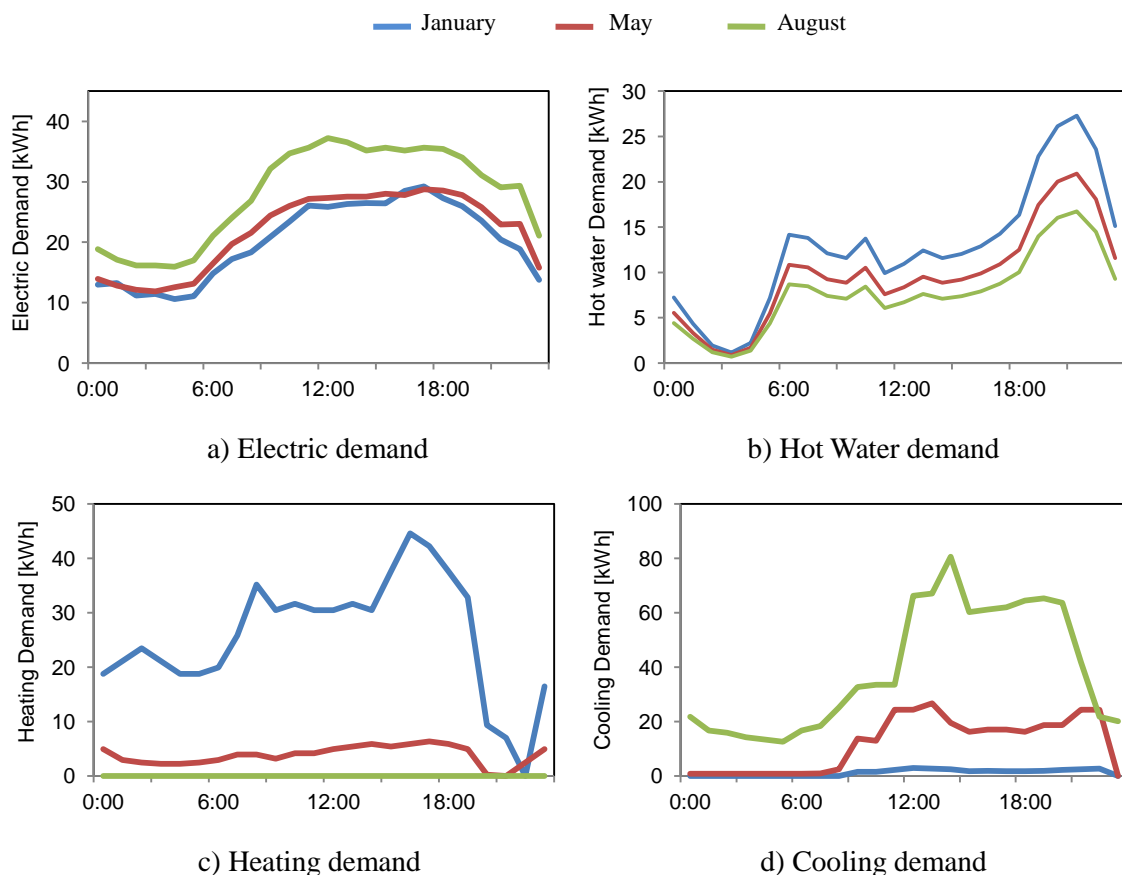 January May August
Electric Demand [kWh]
40
30
20
10
0
0:00 6:00 12:00 18:00
a) Electric demand
Hot water Demand [kWh]
30
25
20
15
10
5
0
0:00 6:00 12:00 18:00
b) Hot Water demand
Heating Demand [kWh]
50
40
30
20
10
0
0:00 6:00 12:00 18:00
c) Heating demand
Cooling Demand [kWh]
100
80
60
40
20
0
0:00 6:00 12:00 18:00
d) Cooling demand